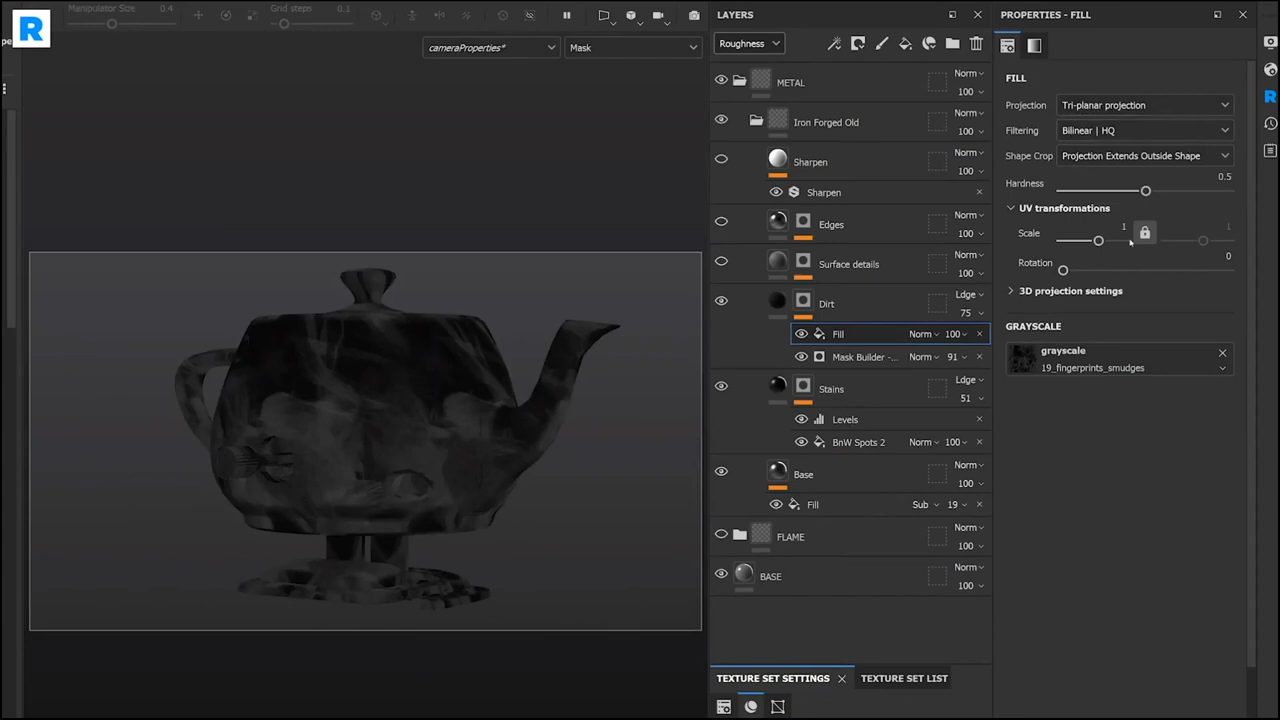 Manipulator Size 0.4 Grid steps 0.1
R
cameraProperties* Mask
LAYERS
Roughness
METAL Norm 100
Iron Forged Old Norm 100
Sharpen Norm 100
Sharpen
Edges Norm 100
Surface details Norm 100
Dirt Ldge 75
Fill Norm 100
Mask Builder -... Norm 91
Stains Ldge 51
Levels
BnW Spots 2 Norm 100
Base Norm 100
Fill Sub 19
FLAME Norm 100
BASE Norm 100
TEXTURE SET SETTINGS TEXTURE SET LIST
PROPERTIES - FILL
FILL
Projection Tri-planar projection
Filtering Bilinear | HQ
Shape Crop Projection Extends Outside Shape
Hardness 0.5
UV transformations
Scale 1 1
Rotation 0
3D projection settings
GRAYSCALE
grayscale
19_fingerprints_smudges
R